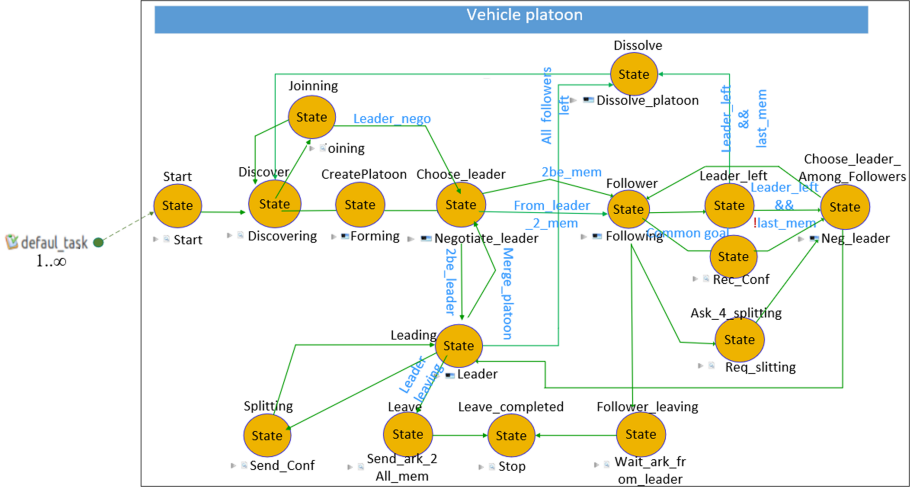 Vehicle platoon
Dissolve
State
Dissolve_platoon
Joinning
State
oining
Leader_nego
All followers
left
Leader_left
&&
last_mem
Start
State
Start
Discover
State
Discovering
CreatePlatoon
State
Forming
Choose_leader
State
Negotiate_leader
2be_mem
From_leader
_2_mem
Follower
State
Following
Leader_left
State
Leader_left
&&
!last_mem
Choose_leader_
Among_Followers
State
Neg_leader
Common goal
State
Rec_Conf
defaul_task
1..∞
2be_leader
Merge_platoon
Ask_4_splitting
State
Req_slitting
Leading
State
Leader
Leader
leaving
Splitting
State
Send_Conf
Leave
State
Send_ark_2
All_mem
Leave_completed
State
Stop
Follower_leaving
State
Wait_ark_fr
om_leader